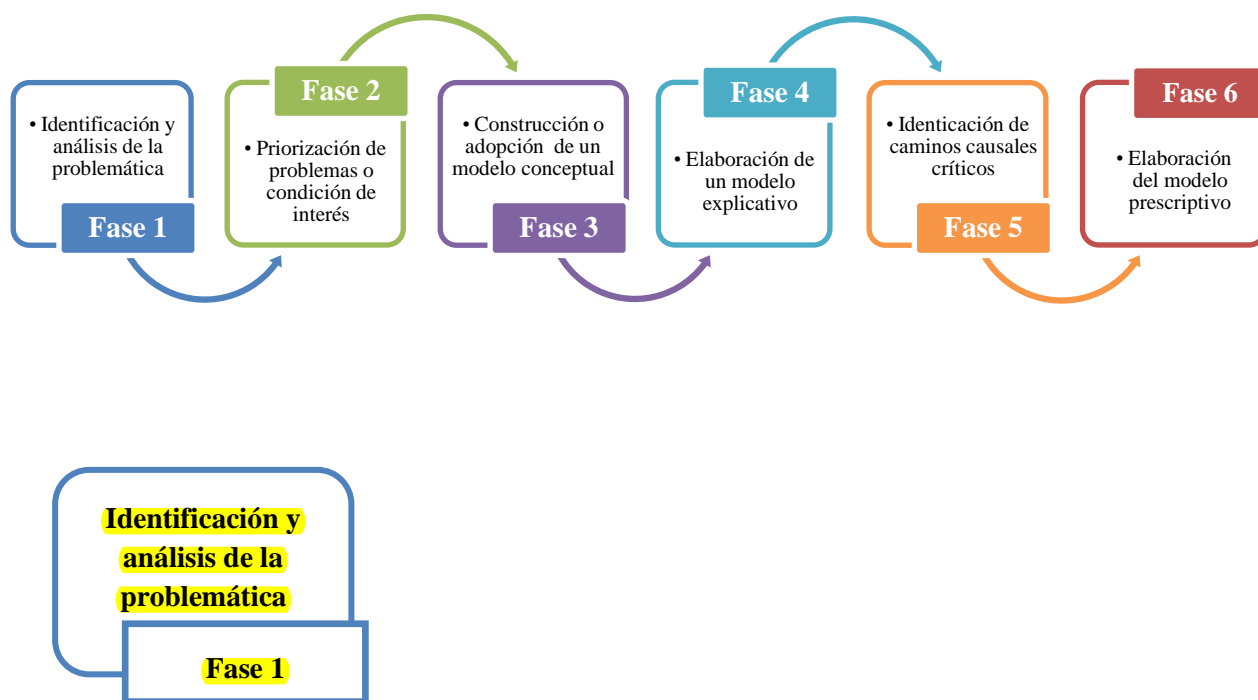 • Identificación y
análisis de la
problemática
Fase 1
Fase 2
• Priorización de
problemas o
condición de
interés
• Construcción o
adopción de un
modelo conceptual
Fase 3
Fase 4
• Elaboración de
un modelo
explicativo
• Identicación de
caminos causales
críticos
Fase 5
Fase 6
• Elaboración
del modelo
prescriptivo
Identificación y
análisis de la
problemática
Fase 1